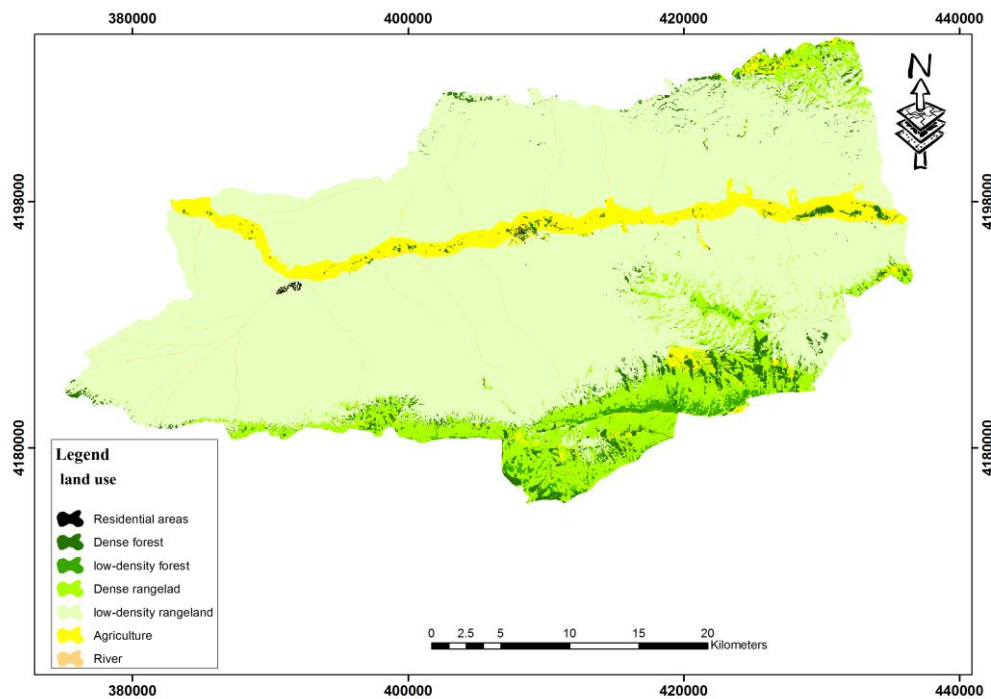 380000 400000 420000 440000
N
4198000 4198000
4180000 4180000
Legend
land use
Residential areas
Dense forest
low-density forest
Dense rangelad
low-density rangeland
Agriculture
River
0 2.5 5 10 15 20
Kilometers
380000 400000 420000 440000